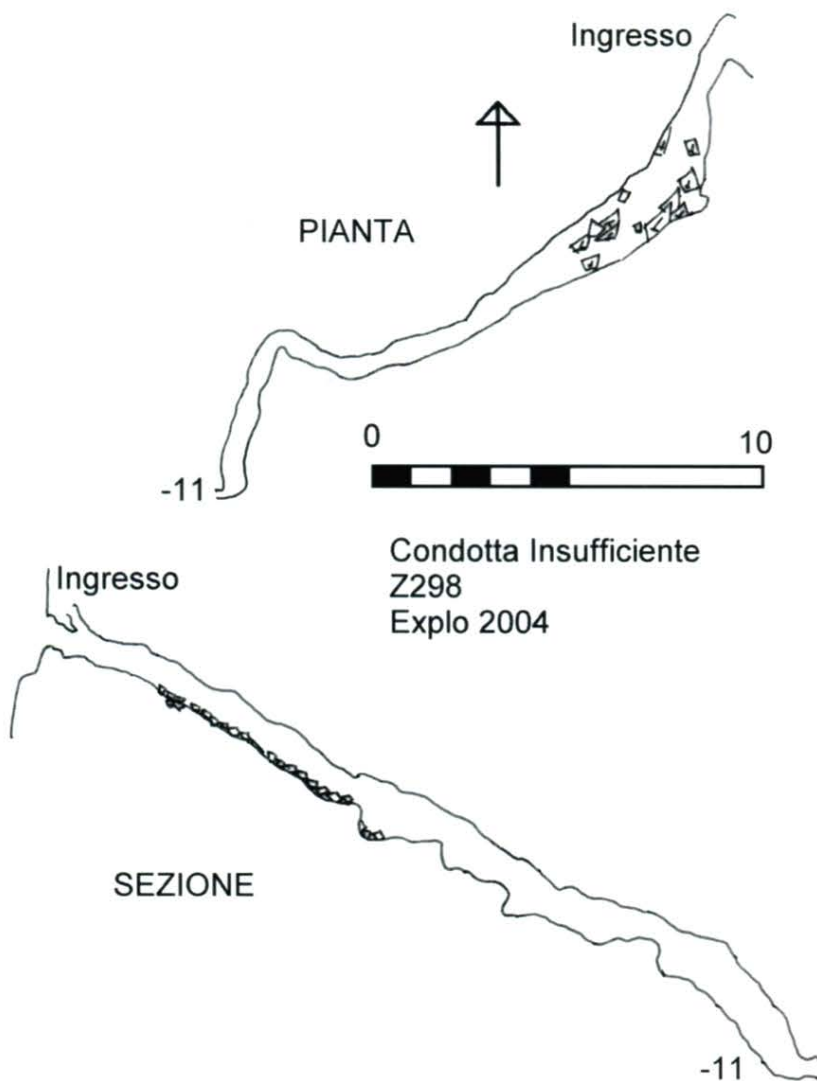 Ingresso
PIANTA
0 10
-11
Condotta Insufficiente
Z298
Explo 2004
Ingresso
SEZIONE
-11